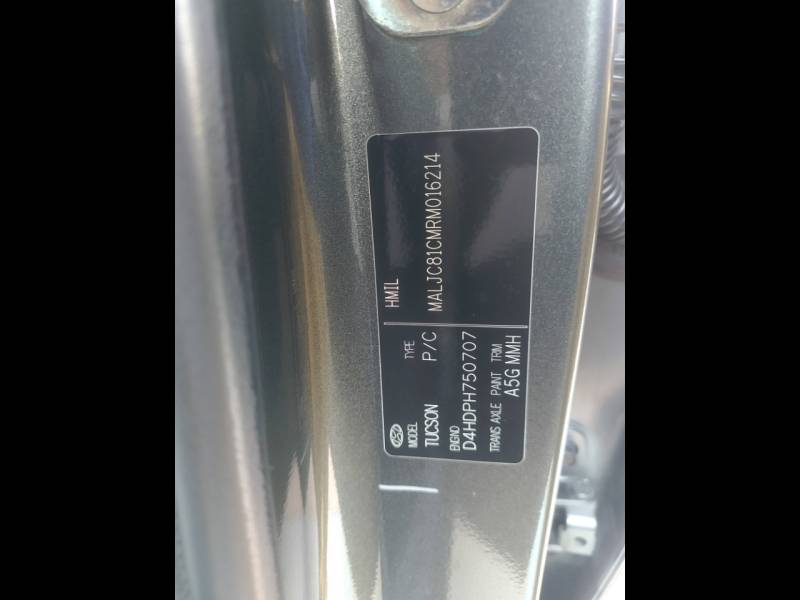 HMIL
MODEL TYPE
TUCSON P/C
MALJC81CMRM016214
ENGNO
D4HDPH750707
TRANS AXLE PAINT TRIM
A5G MMH